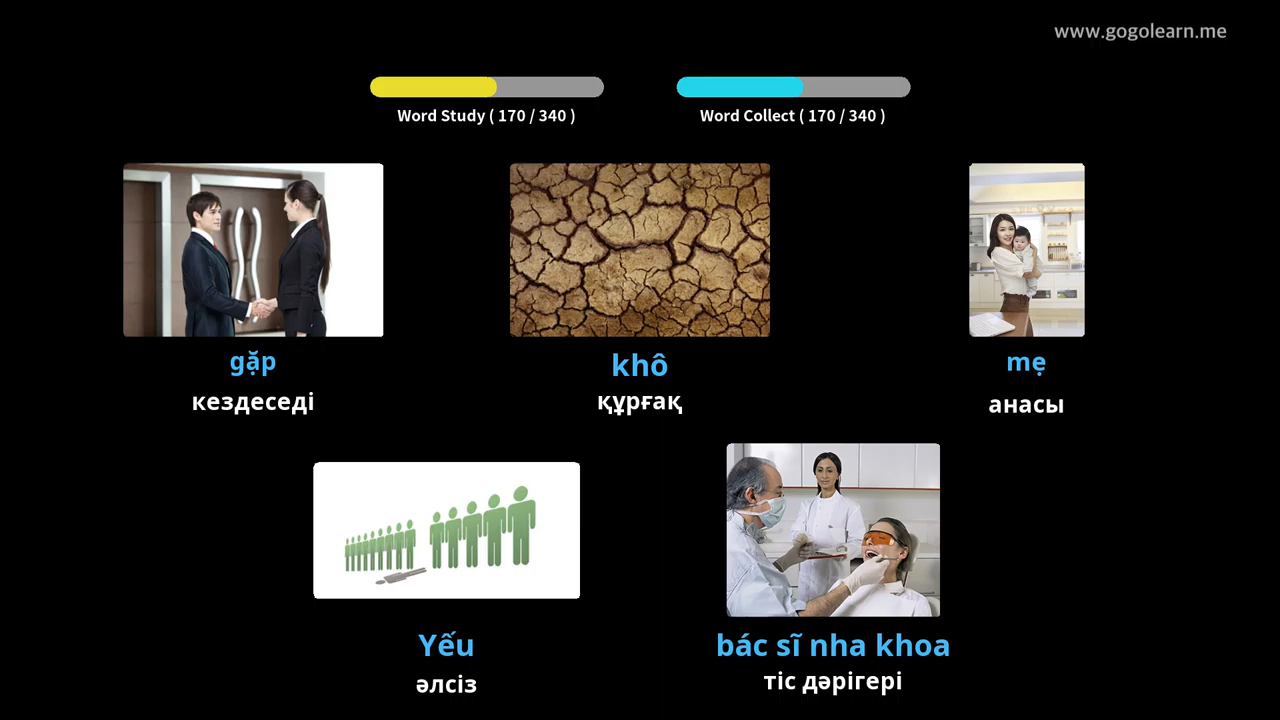 www.gogolearn.me
Word Study ( 170 / 340 )
Word Collect ( 170 / 340 )
gặp
khô
mẹ
кездеседі
құрғақ
анасы
Yếu
bác sĩ nha khoa
әлсіз
тіс дәрігері